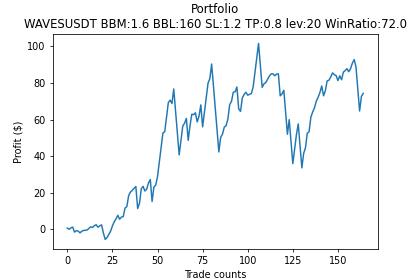 Portfolio
WAVESUSDT BBM:1.6 BBL:160 SL:1.2 TP:0.8 lev:20 WinRatio:72.0
100
80
60
40
20
0
Profit ($)
0 25 50 75 100 125 150
Trade counts